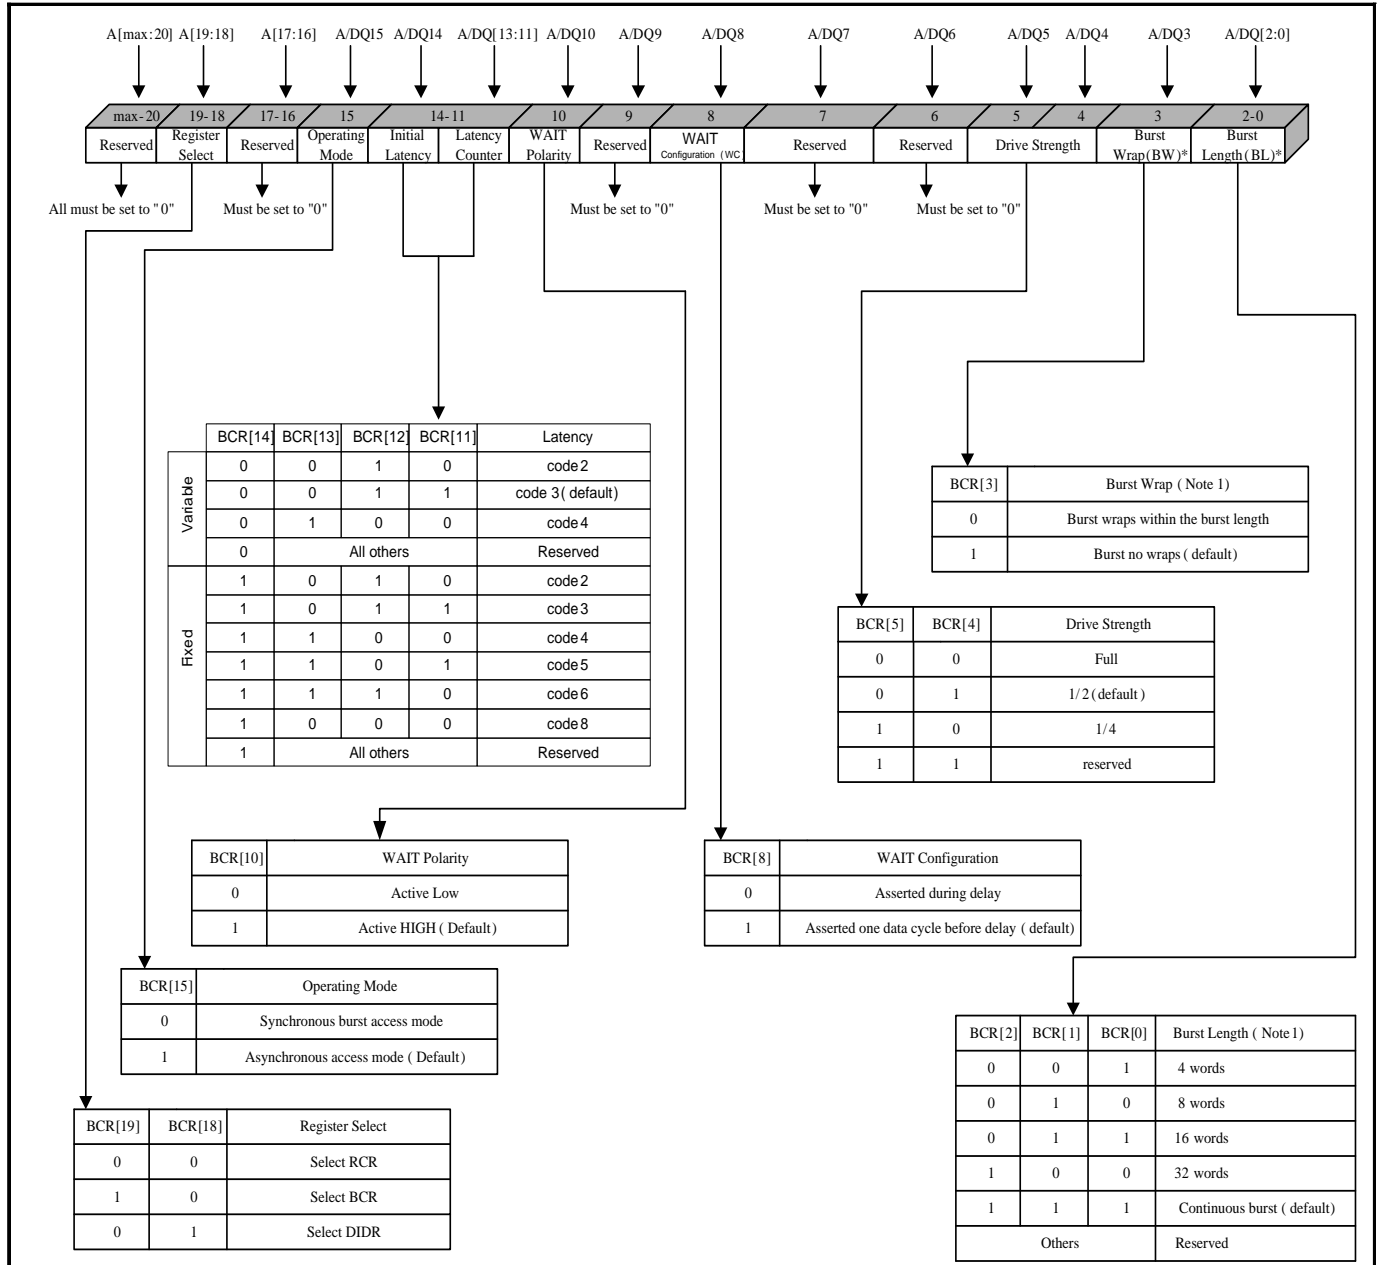 A[max:20] A[19:18] A[17:16] A/DQ15 A/DQ14 A/DQ[13:11] A/DQ10 A/DQ9 A/DQ8 A/DQ7 A/DQ6 A/DQ5 A/DQ4 A/DQ3 A/DQ[2:0]
max-20 19-18 17-16 15 14-11 10 9 8 7 6 5 4 3 2-0
Reserved Register Select Reserved Operating Mode Initial Latency Latency Counter WAIT Polarity Reserved WAIT Configuration (WC) Reserved Reserved Drive Strength Burst Wrap(BW)* Burst Length(BL)*
All must be set to "0" Must be set to "0" Must be set to "0" Must be set to "0" Must be set to "0"
BCR[14] BCR[13] BCR[12] BCR[11] Latency
Variable
0 0 1 0 code 2
0 0 1 1 code 3 ( default)
0 1 0 0 code 4
0 All others Reserved
Fixed
1 0 1 0 code 2
1 0 1 1 code 3
1 1 0 0 code 4
1 1 0 1 code 5
1 1 1 0 code 6
1 0 0 0 code 8
1 All others Reserved
BCR[3] Burst Wrap ( Note 1)
0 Burst wraps within the burst length
1 Burst no wraps ( default)
BCR[5] BCR[4] Drive Strength
0 0 Full
0 1 1/2 (default)
1 0 1/4
1 1 reserved
BCR[10] WAIT Polarity
0 Active Low
1 Active HIGH ( Default)
BCR[8] WAIT Configuration
0 Asserted during delay
1 Asserted one data cycle before delay ( default)
BCR[15] Operating Mode
0 Synchronous burst access mode
1 Asynchronous access mode ( Default)
BCR[2] BCR[1] BCR[0] Burst Length ( Note 1)
0 0 1 4 words
0 1 0 8 words
0 1 1 16 words
1 0 0 32 words
1 1 1 Continuous burst ( default)
Others Reserved
BCR[19] BCR[18] Register Select
0 0 Select RCR
1 0 Select BCR
0 1 Select DIDR